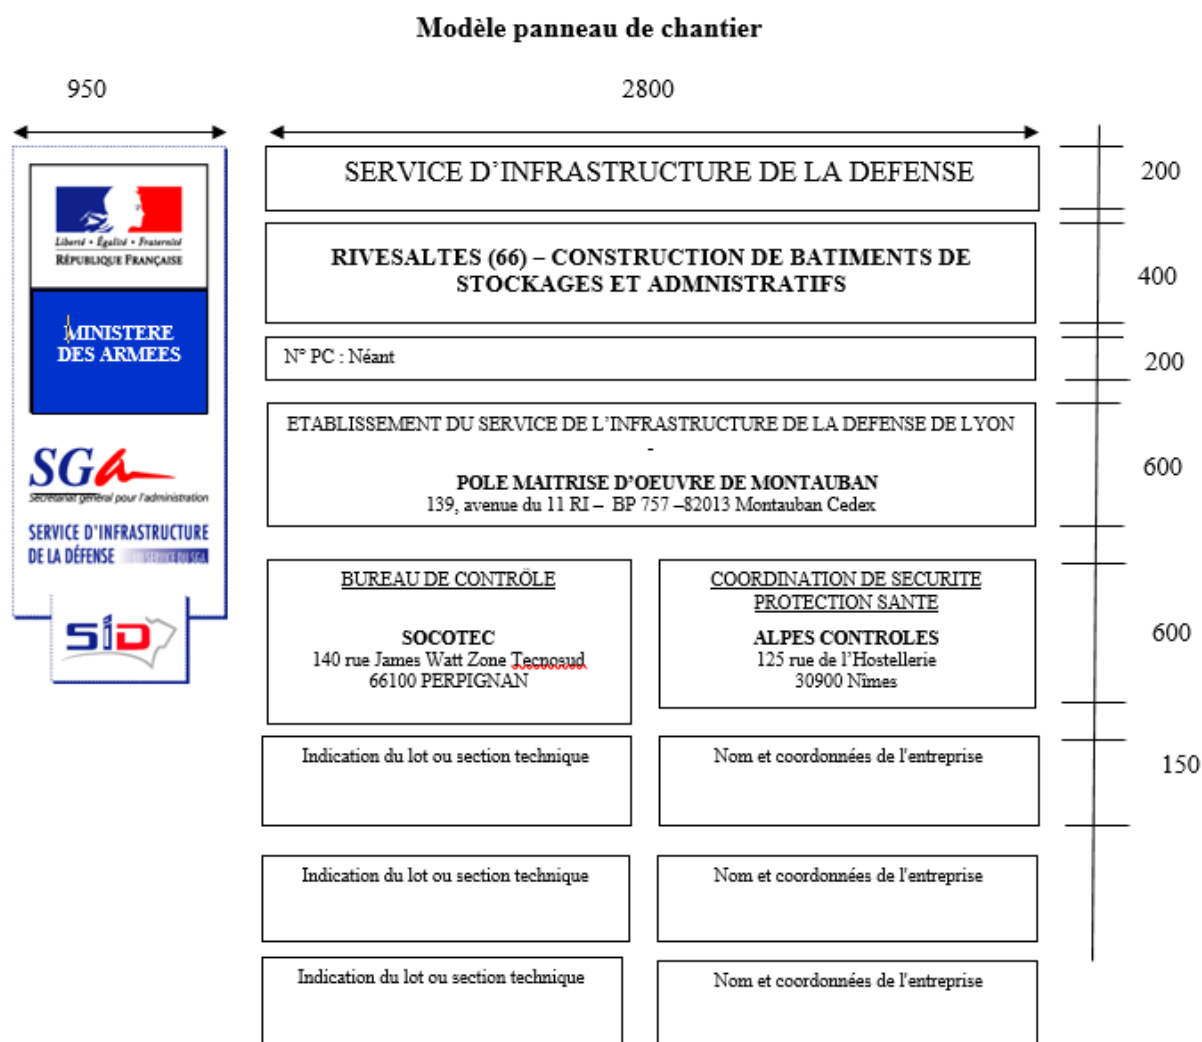 Modèle panneau de chantier
950
2800
Liberté • Égalité • Fraternité
RÉPUBLIQUE FRANÇAISE
MINISTERE
DES ARMEES
SGA
Secrétariat général pour l'administration
SERVICE D'INFRASTRUCTURE
DE LA DÉFENSE
SID
SERVICE D'INFRASTRUCTURE DE LA DEFENSE
200
RIVESALTES (66) – CONSTRUCTION DE BATIMENTS DE
STOCKAGES ET ADMNISTRATIFS
400
N° PC : Néant
200
ETABLISSEMENT DU SERVICE DE L'INFRASTRUCTURE DE LA DEFENSE DE LYON
-
POLE MAITRISE D'OEUVRE DE MONTAUBAN
139, avenue du 11 RI – BP 757 –82013 Montauban Cedex
600
BUREAU DE CONTRÔLE
SOCOTEC
140 rue James Watt Zone Tecnosud
66100 PERPIGNAN
COORDINATION DE SECURITE
PROTECTION SANTE
ALPES CONTROLES
125 rue de l'Hostellerie
30900 Nîmes
600
Indication du lot ou section technique
Nom et coordonnées de l'entreprise
150
Indication du lot ou section technique
Nom et coordonnées de l'entreprise
Indication du lot ou section technique
Nom et coordonnées de l'entreprise